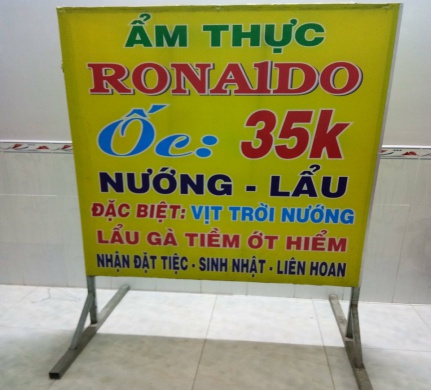 ẨM THỰC
RONA1DO
Ốc: 35k
NƯỚNG - LẨU
ĐẶC BIỆT: VỊT TRỜI NƯỚNG
LẨU GÀ TIỀM ỚT HIỂM
NHẬN ĐẶT TIỆC - SINH NHẬT - LIÊN HOAN